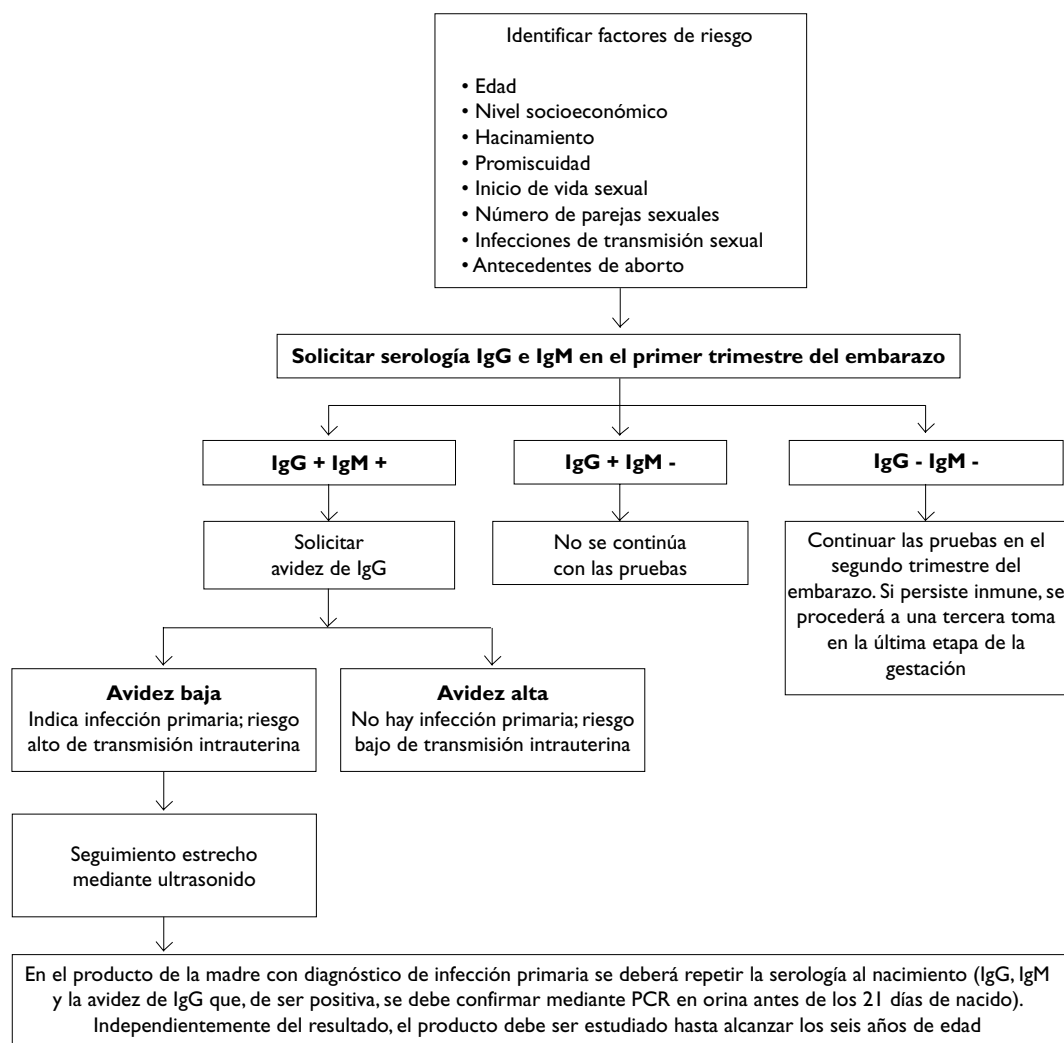 Identificar factores de riesgo
• Edad
• Nivel socioeconómico
• Hacinamiento
• Promiscuidad
• Inicio de vida sexual
• Número de parejas sexuales
• Infecciones de transmisión sexual
• Antecedentes de aborto
Solicitar serología IgG e IgM en el primer trimestre del embarazo
IgG + IgM +
IgG + IgM -
IgG - IgM -
Solicitar
avidez de IgG
No se continúa
con las pruebas
Continuar las pruebas en el
segundo trimestre del
embarazo. Si persiste inmune, se
procederá a una tercera toma
en la última etapa de la
gestación
Avidez baja
Indica infección primaria; riesgo
alto de transmisión intrauterina
Avidez alta
No hay infección primaria; riesgo
bajo de transmisión intrauterina
Seguimiento estrecho
mediante ultrasonido
En el producto de la madre con diagnóstico de infección primaria se deberá repetir la serología al nacimiento (IgG, IgM
y la avidez de IgG que, de ser positiva, se debe confirmar mediante PCR en orina antes de los 21 días de nacido).
Independientemente del resultado, el producto debe ser estudiado hasta alcanzar los seis años de edad